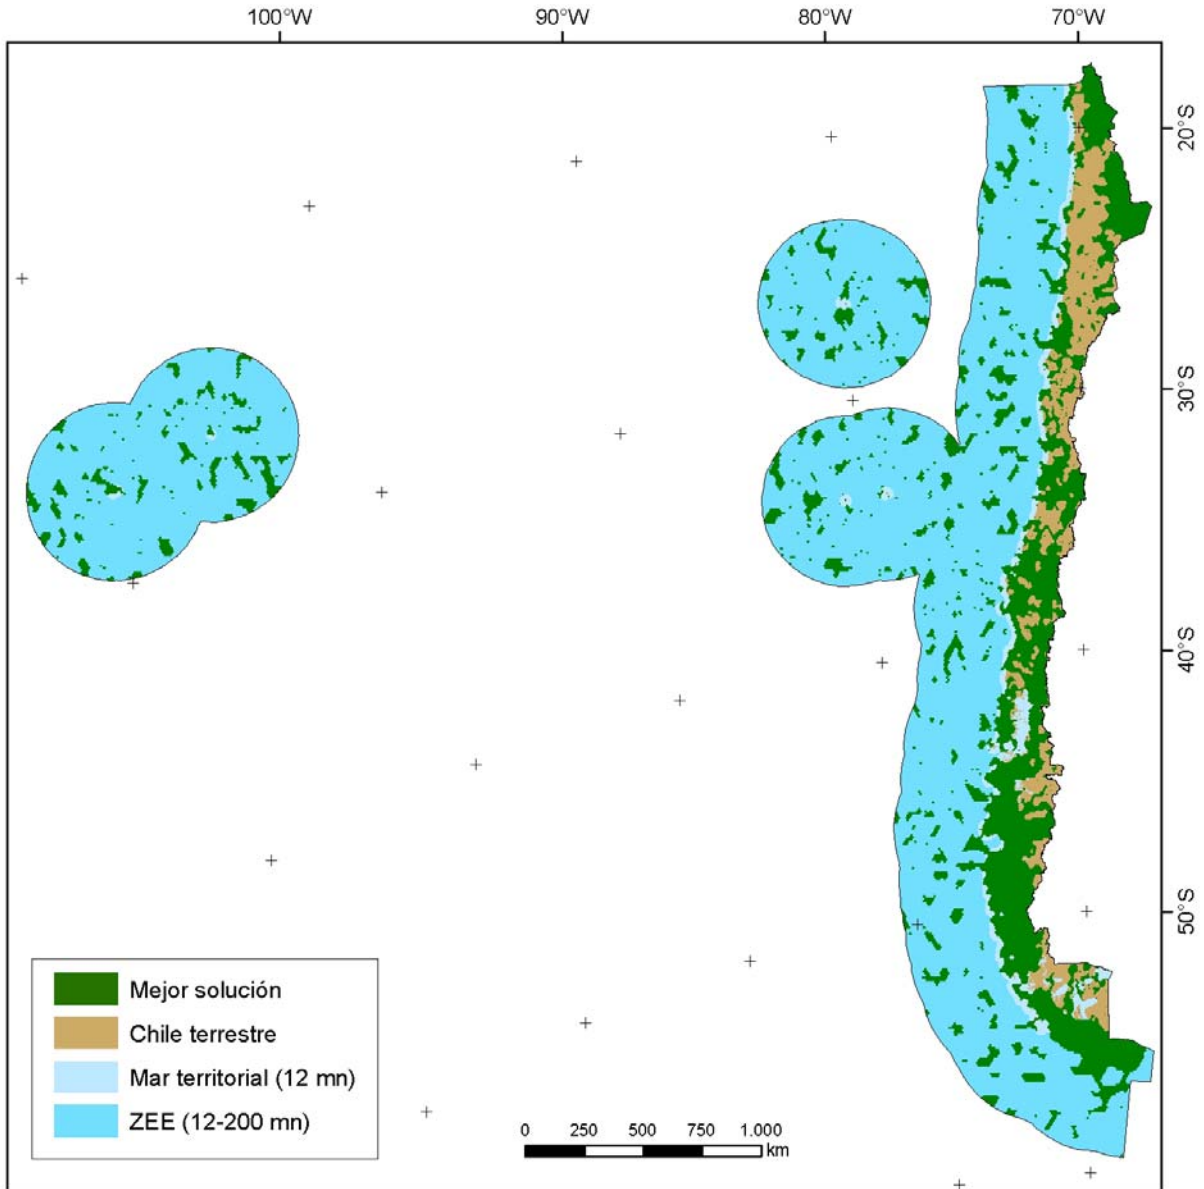 100°W 90°W 80°W 70°W
20°S
30°S
40°S
50°S
Mejor solución
Chile terrestre
Mar territorial (12 mn)
ZEE (12-200 mn)
0 250 500 750 1.000
km